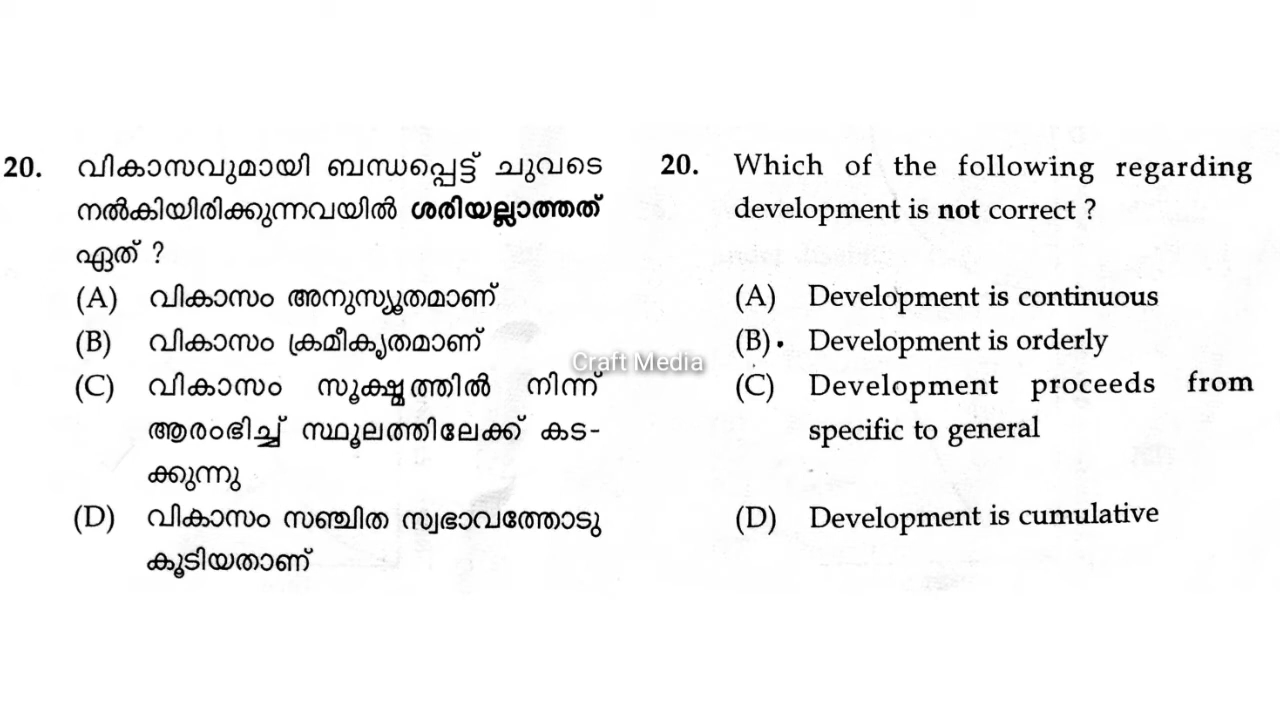 20. വികാസവുമായി ബന്ധപ്പെട്ട് ചുവടെ
നൽകിയിരിക്കുന്നവയിൽ ശരിയല്ലാത്തത്
ഏത് ?
(A) വികാസം അനുസ്യൂതമാണ്
(B) വികാസം ക്രമീകൃതമാണ്
(C) വികാസം സൂക്ഷ്മത്തിൽ നിന്ന്
ആരംഭിച്ച് സ്ഥൂലത്തിലേക്ക് കട-
ക്കുന്നു
(D) വികാസം സഞ്ചിത സ്വഭാവത്തോടു
കൂടിയതാണ്
Craft Media
20. Which of the following regarding
development is not correct ?
(A) Development is continuous
(B) Development is orderly
(C) Development proceeds from
specific to general
(D) Development is cumulative